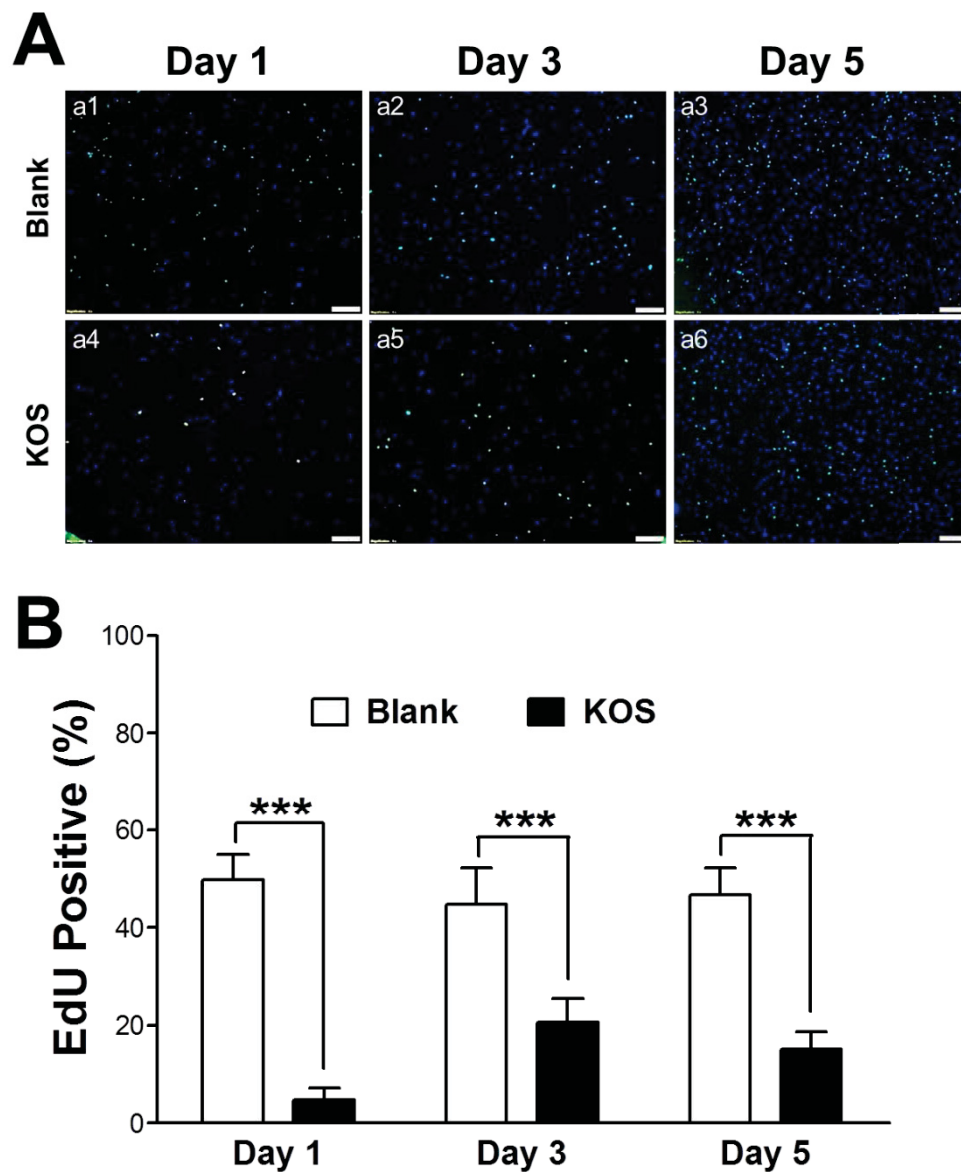 A
Day 1 Day 3 Day 5
Blank
a1 a2 a3
KOS
a4 a5 a6
B
EdU Positive (%)
100
80
60
40
20
0
Blank KOS
*** *** ***
Day 1 Day 3 Day 5